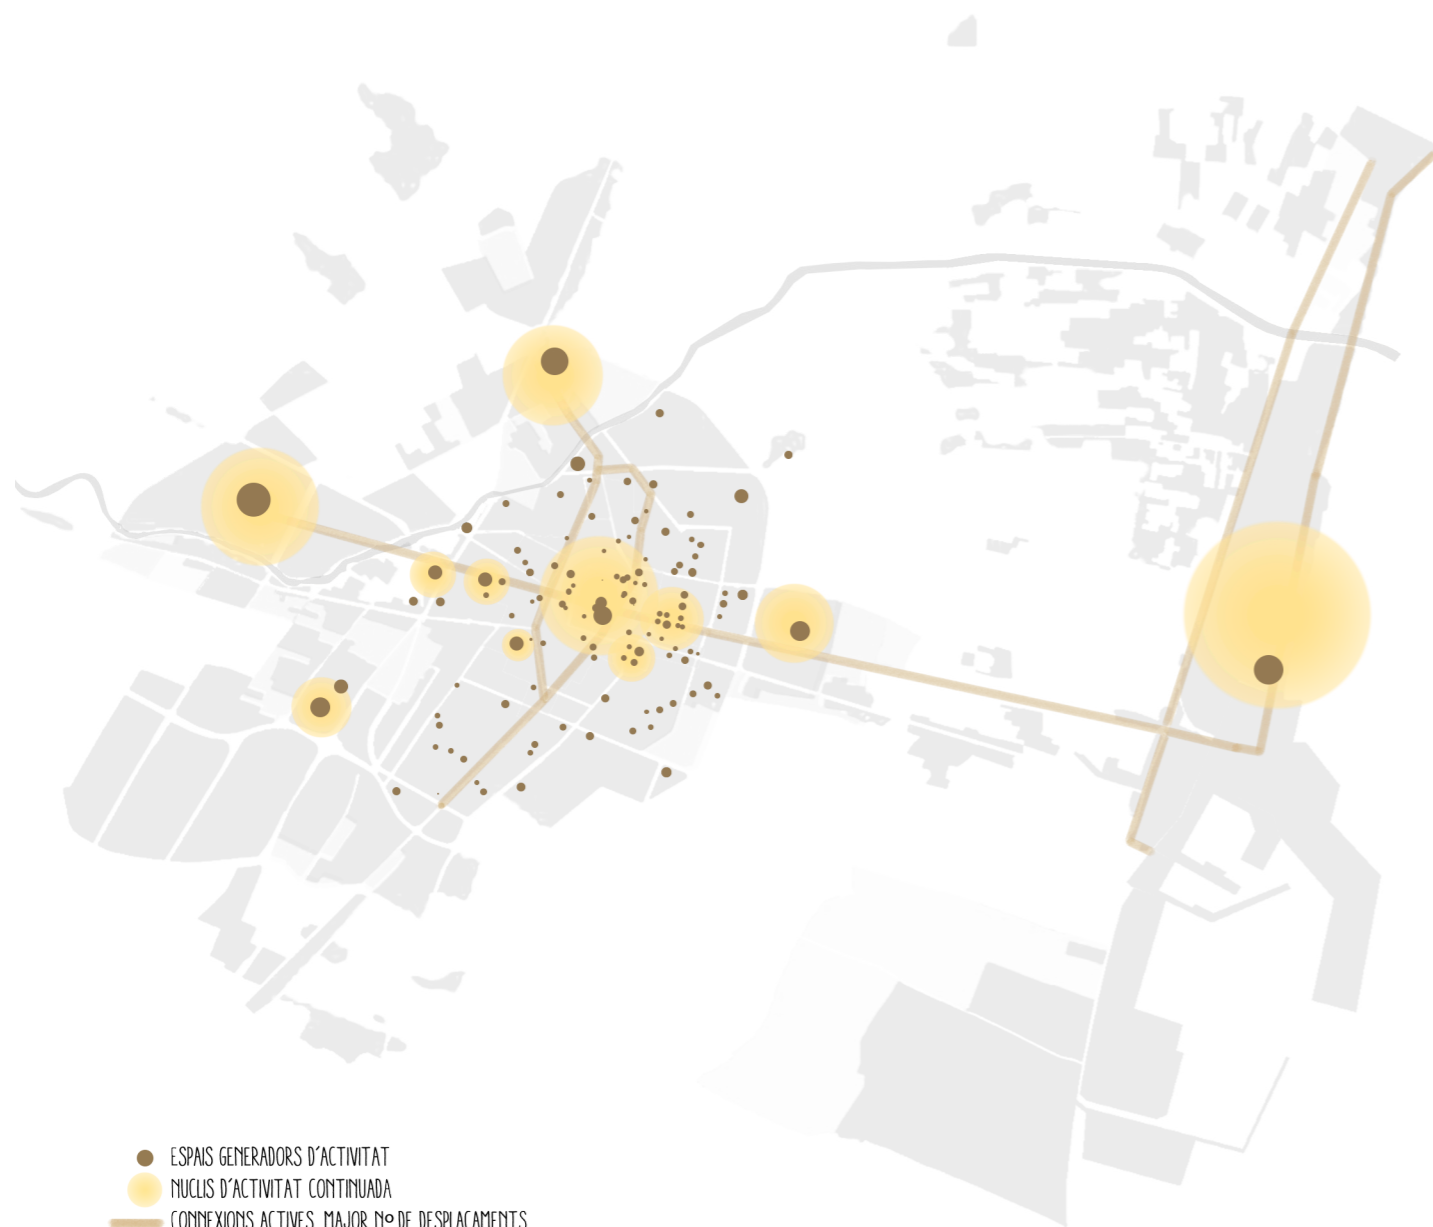 ESPAIS GENERADORS D'ACTIVITAT
NUCLIS D'ACTIVITAT CONTINUADA
CONNEXIONS ACTIVES, MAJOR Nº DE DESPLAÇAMENTS